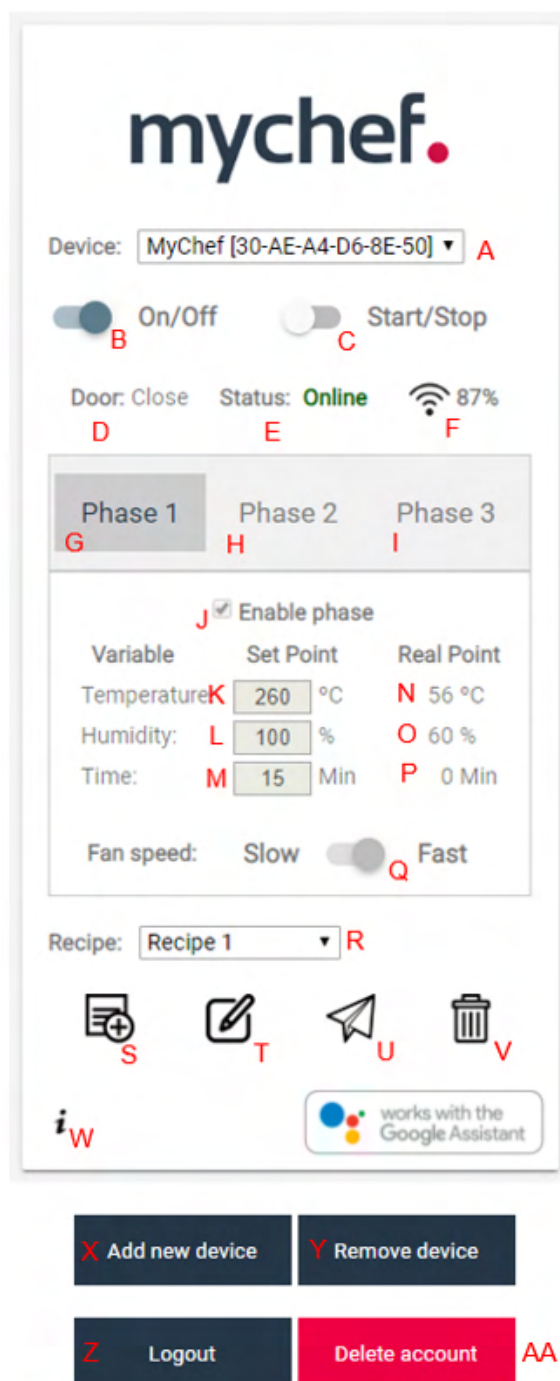 mychef.
Device: MyChef [30-AE-A4-D6-8E-50] A
B On/Off C Start/Stop
Door: Close Status: Online 87%
D E F
Phase 1 Phase 2 Phase 3
G H I
J Enable phase
Variable Set Point Real Point
Temperature K 260 ºC N 56 ºC
Humidity: L 100 % O 60 %
Time: M 15 Min P 0 Min
Fan speed: Slow Q Fast
Recipe: Recipe 1 R
S T U V
i W works with the
Google Assistant
X Add new device Y Remove device
Z Logout Delete account AA